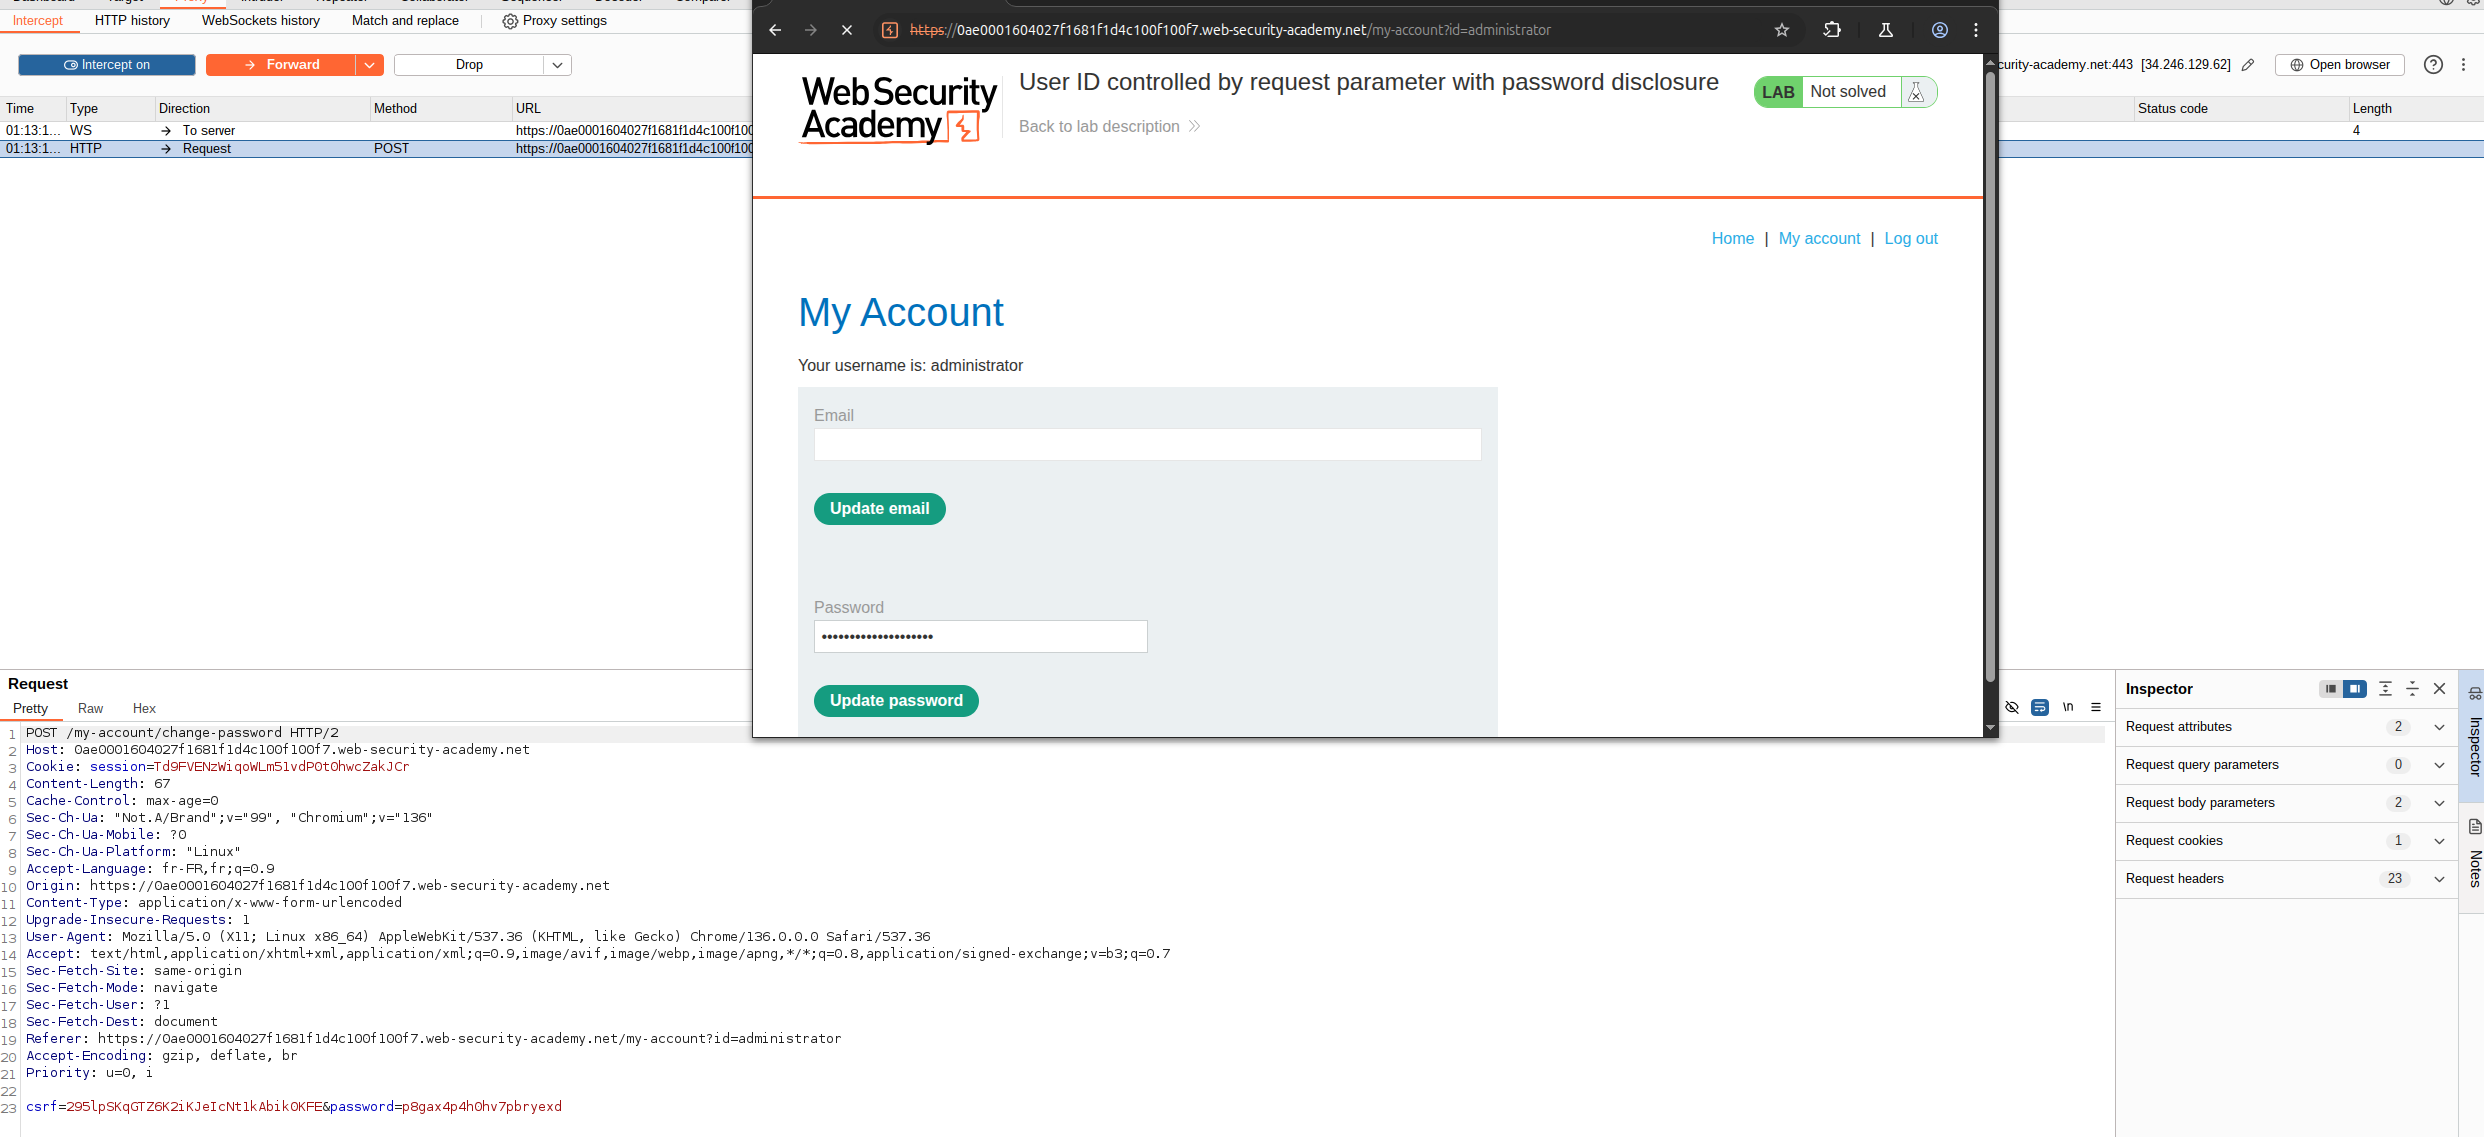 Intercept HTTP history WebSockets history Match and replace Proxy settings
Intercept on Forward Drop
Time Type Direction Method URL
01:13:1... WS To server https://0ae0001604027f1681f1d4c100f100
01:13:1... HTTP Request POST https://0ae0001604027f1681f1d4c100f100
https://0ae0001604027f1681f1d4c100f100f7.web-security-academy.net/my-account?id=administrator
Web Security
Academy
User ID controlled by request parameter with password disclosure
Back to lab description
LAB Not solved
Home | My account | Log out
My Account
Your username is: administrator
Email
Update email
Password
••••••••••••••••••••
Update password
curity-academy.net:443 [34.246.129.62] Open browser
Status code Length
4
Request
Pretty Raw Hex
\n
1 POST /my-account/change-password HTTP/2
2 Host: 0ae0001604027f1681f1d4c100f100f7.web-security-academy.net
3 Cookie: session=Td9FVENzWiqoWLm51vdP0t0hwcZakJCr
4 Content-Length: 67
5 Cache-Control: max-age=0
6 Sec-Ch-Ua: "Not.A/Brand";v="99", "Chromium";v="136"
7 Sec-Ch-Ua-Mobile: ?0
8 Sec-Ch-Ua-Platform: "Linux"
9 Accept-Language: fr-FR,fr;q=0.9
10 Origin: https://0ae0001604027f1681f1d4c100f100f7.web-security-academy.net
11 Content-Type: application/x-www-form-urlencoded
12 Upgrade-Insecure-Requests: 1
13 User-Agent: Mozilla/5.0 (X11; Linux x86_64) AppleWebKit/537.36 (KHTML, like Gecko) Chrome/136.0.0.0 Safari/537.36
14 Accept: text/html,application/xhtml+xml,application/xml;q=0.9,image/avif,image/webp,image/apng,*/*;q=0.8,application/signed-exchange;v=b3;q=0.7
15 Sec-Fetch-Site: same-origin
16 Sec-Fetch-Mode: navigate
17 Sec-Fetch-User: ?1
18 Sec-Fetch-Dest: document
19 Referer: https://0ae0001604027f1681f1d4c100f100f7.web-security-academy.net/my-account?id=administrator
20 Accept-Encoding: gzip, deflate, br
21 Priority: u=0, i
22
23 csrf=295lpSKqGTZ6K2iKJeIcNt1kAbik0KFE&password=p8gax4p4h0hv7pbryexd
Inspector
Request attributes 2
Request query parameters 0
Request body parameters 2
Request cookies 1
Request headers 23
Inspector
Notes